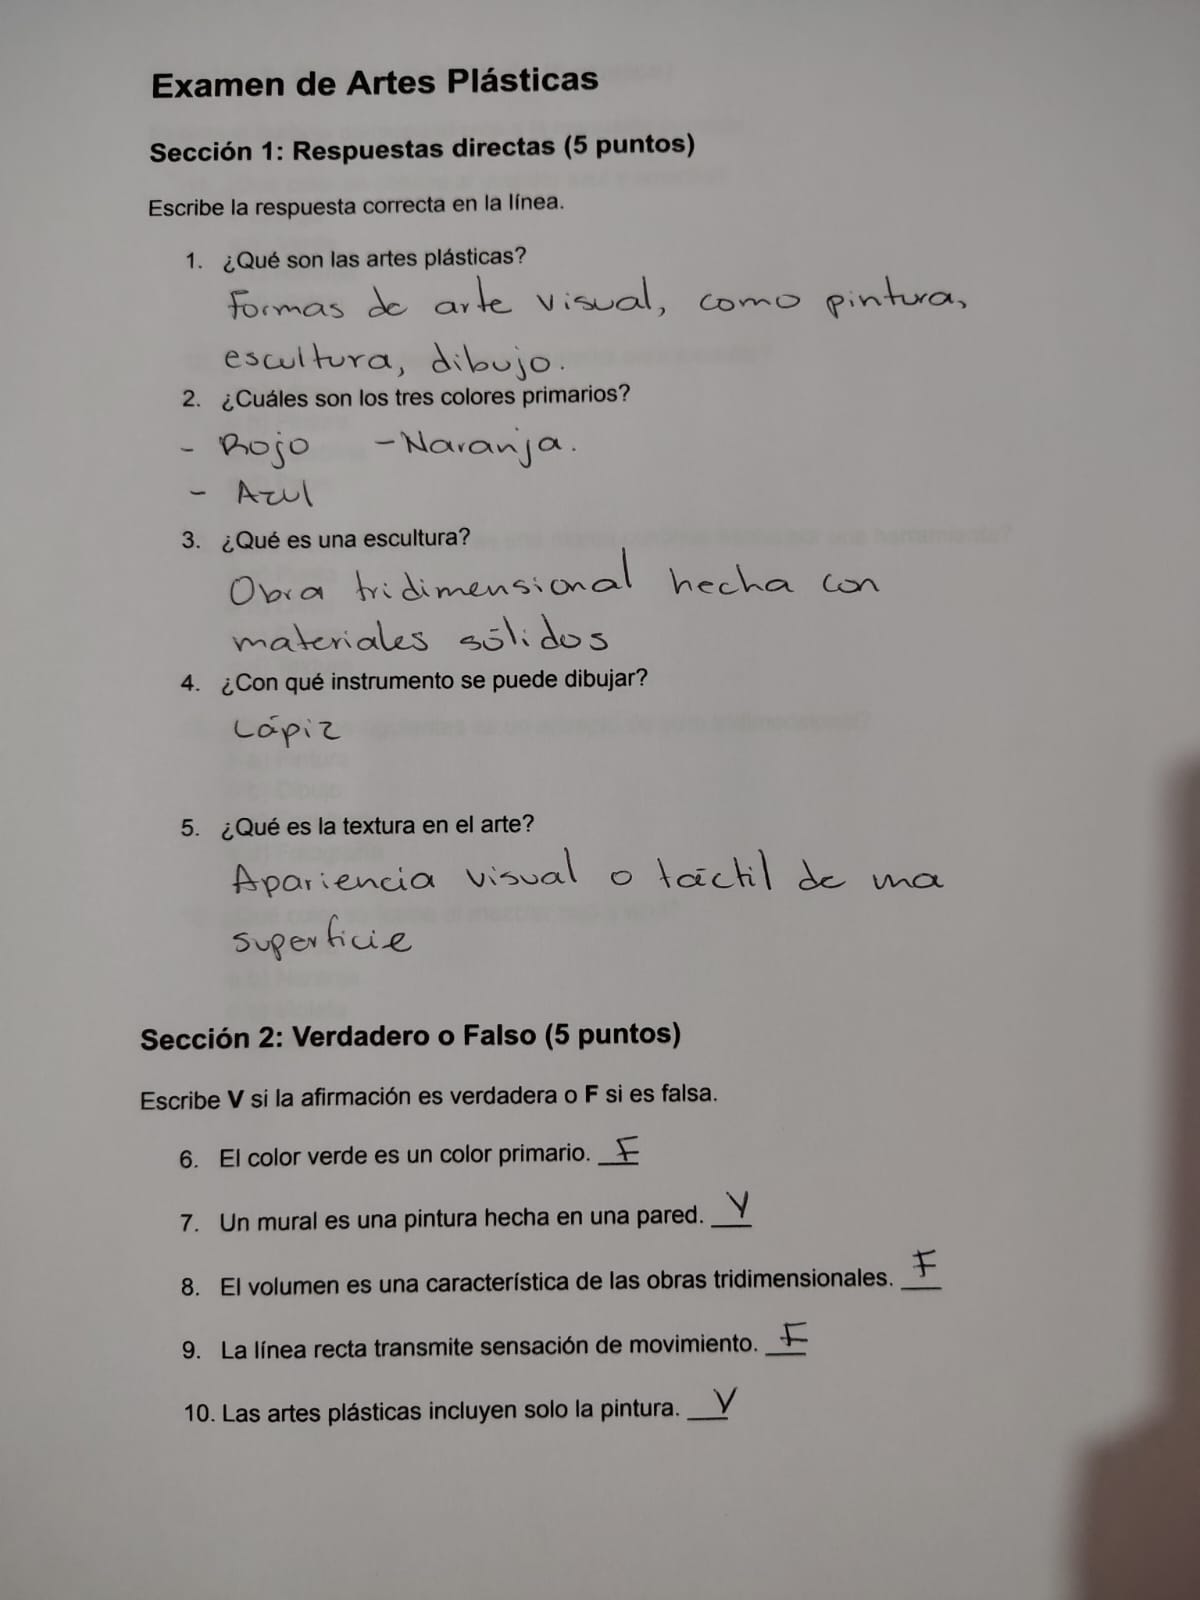 Examen de Artes Plásticas
Sección 1: Respuestas directas (5 puntos)
Escribe la respuesta correcta en la línea.
1. ¿Qué son las artes plásticas?
Formas de arte visual, como pintura,
escultura, dibujo.
2. ¿Cuáles son los tres colores primarios?
- Rojo - Naranja.
- Azul
3. ¿Qué es una escultura?
Obra tridimensional hecha con
materiales sólidos
4. ¿Con qué instrumento se puede dibujar?
Lápiz
5. ¿Qué es la textura en el arte?
Apariencia visual o táctil de una
superficie
Sección 2: Verdadero o Falso (5 puntos)
Escribe V si la afirmación es verdadera o F si es falsa.
6. El color verde es un color primario. F
7. Un mural es una pintura hecha en una pared. V
8. El volumen es una característica de las obras tridimensionales. F
9. La línea recta transmite sensación de movimiento. F
10. Las artes plásticas incluyen solo la pintura. V